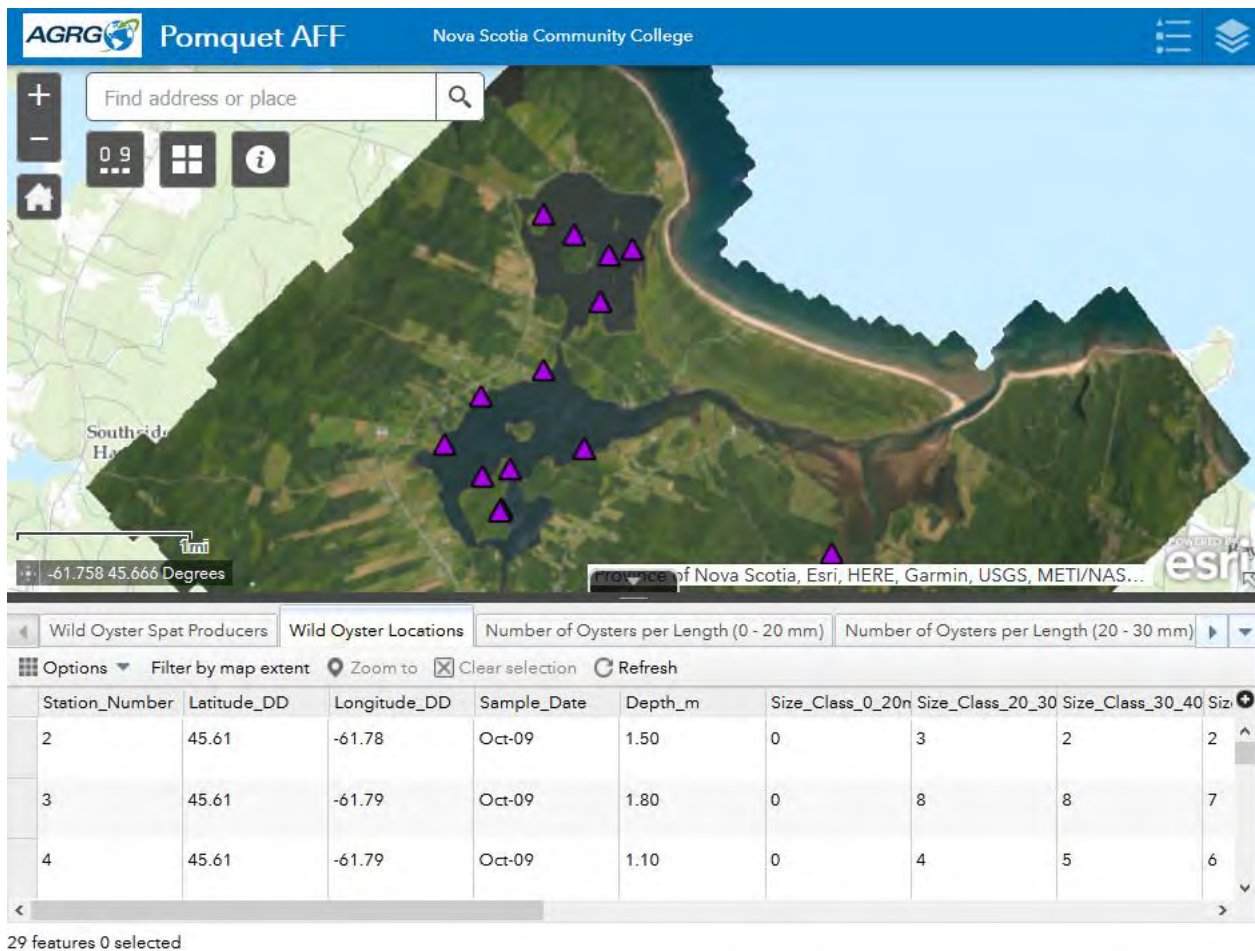 AGRG Pomquet AFF Nova Scotia Community College
+
Find address or place
−
0 9
i
Southside
1mi
-61.758 45.666 Degrees
Province of Nova Scotia, Esri, HERE, Garmin, USGS, METI/NAS...
POWERED BY
esri
Wild Oyster Spat Producers Wild Oyster Locations Number of Oysters per Length (0 - 20 mm) Number of Oysters per Length (20 - 30 mm)
Options Filter by map extent Zoom to Clear selection Refresh
Station_Number Latitude_DD Longitude_DD Sample_Date Depth_m Size_Class_0_20n Size_Class_20_30 Size_Class_30_40 Siz
2 45.61 -61.78 Oct-09 1.50 0 3 2 2
3 45.61 -61.79 Oct-09 1.80 0 8 8 7
4 45.61 -61.79 Oct-09 1.10 0 4 5 6
29 features 0 selected